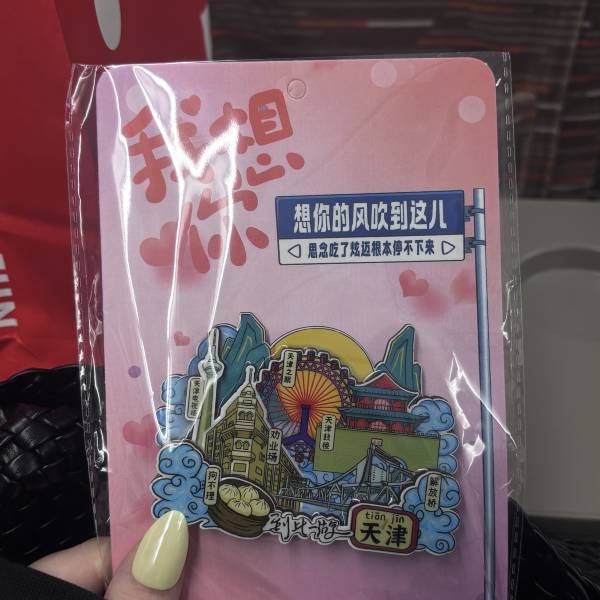 我想
你
想你的风吹到这儿
思念吃了炫迈根本停不下来
天津之眼
天津电视塔
劝业场
天津鼓楼
狗不理
解放桥
到此一游
tiān jīn
天津